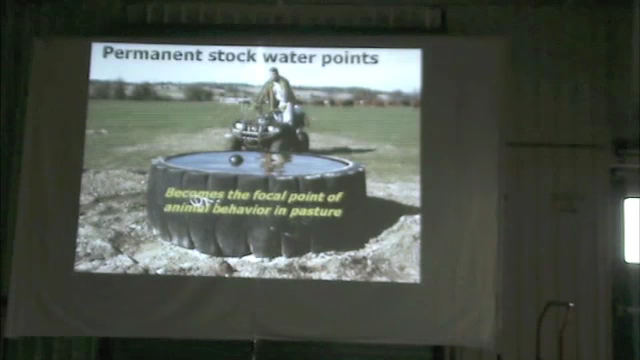 Permanent stock water points
Becomes the focal point of
animal behavior in pasture